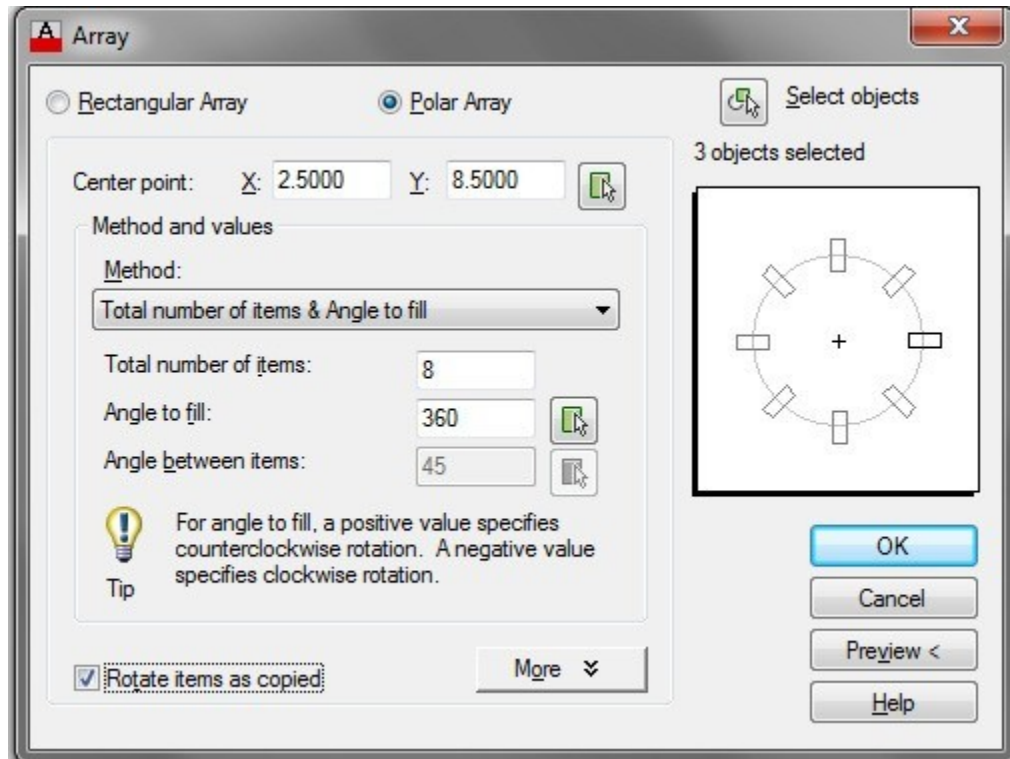 A Array
X
Rectangular Array
Polar Array
Select objects
3 objects selected
Center point:
X: 2.5000
Y: 8.5000
Method and values
Method:
Total number of items & Angle to fill
Total number of items: 8
Angle to fill: 360
Angle between items: 45
Tip
For angle to fill, a positive value specifies
counterclockwise rotation.  A negative value
specifies clockwise rotation.
Rotate items as copied
More
OK
Cancel
Preview <
Help